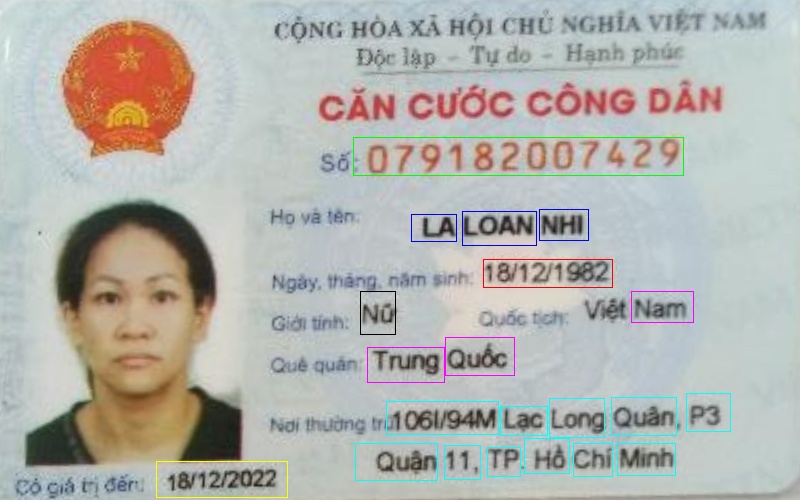 CỘNG HÒA XÃ HỘI CHỦ NGHĨA VIỆT NAM
Độc lập - Tự do - Hạnh phúc
CĂN CƯỚC CÔNG DÂN
Số: 079182007429
Họ và tên: LA LOAN NHI
Ngày, tháng, năm sinh: 18/12/1982
Giới tính: Nữ Quốc tịch: Việt Nam
Quê quán: Trung Quốc
Nơi thường trú: 106I/94M Lạc Long Quân, P3
Quận 11, TP. Hồ Chí Minh
Có giá trị đến: 18/12/2022